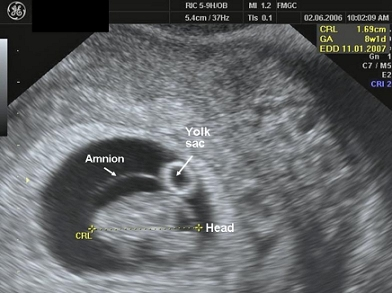 RIC 5-9H/OB
MI 1.2
FMGC
5.4cm / 37Hz
Tis 0.1
02.06.2006
10:02:09 AM
CRL 1.69cm
GA 8w1d
EDD 11.01.2007
Gn 1
C7 / M5
E2
CRI 2
Yolk
sac
Amnion
Head
CRL